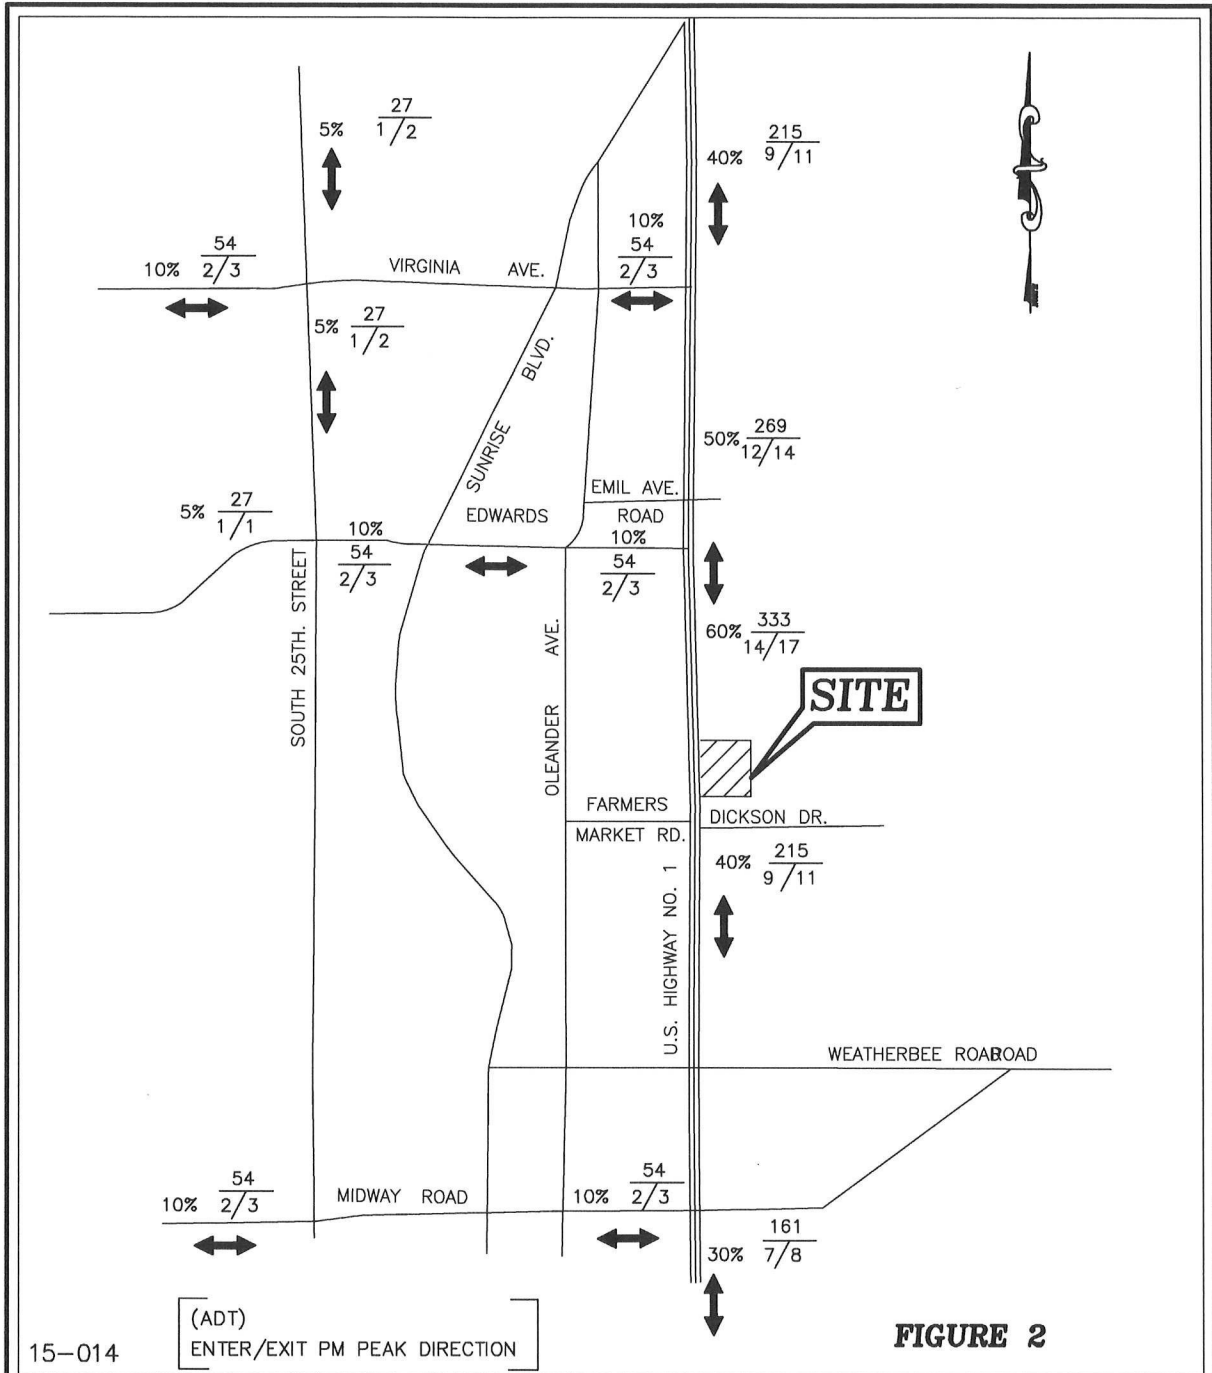 5% 27
1/2
40% 215
9/11
10%
54
2/3
10% 54
2/3
VIRGINIA AVE.
5% 27
1/2
SUNRISE BLVD.
50% 269
12/14
5% 27
1/1
EMIL AVE.
EDWARDS ROAD
10%
54
2/3
10%
54
2/3
60% 333
14/17
SOUTH 25TH. STREET
OLEANDER AVE.
SITE
FARMERS
MARKET RD.
DICKSON DR.
40% 215
9/11
U.S. HIGHWAY NO. 1
WEATHERBEE ROADROAD
10% 54
2/3
MIDWAY ROAD
10% 54
2/3
30% 161
7/8
(ADT)
ENTER/EXIT PM PEAK DIRECTION
15-014
FIGURE 2